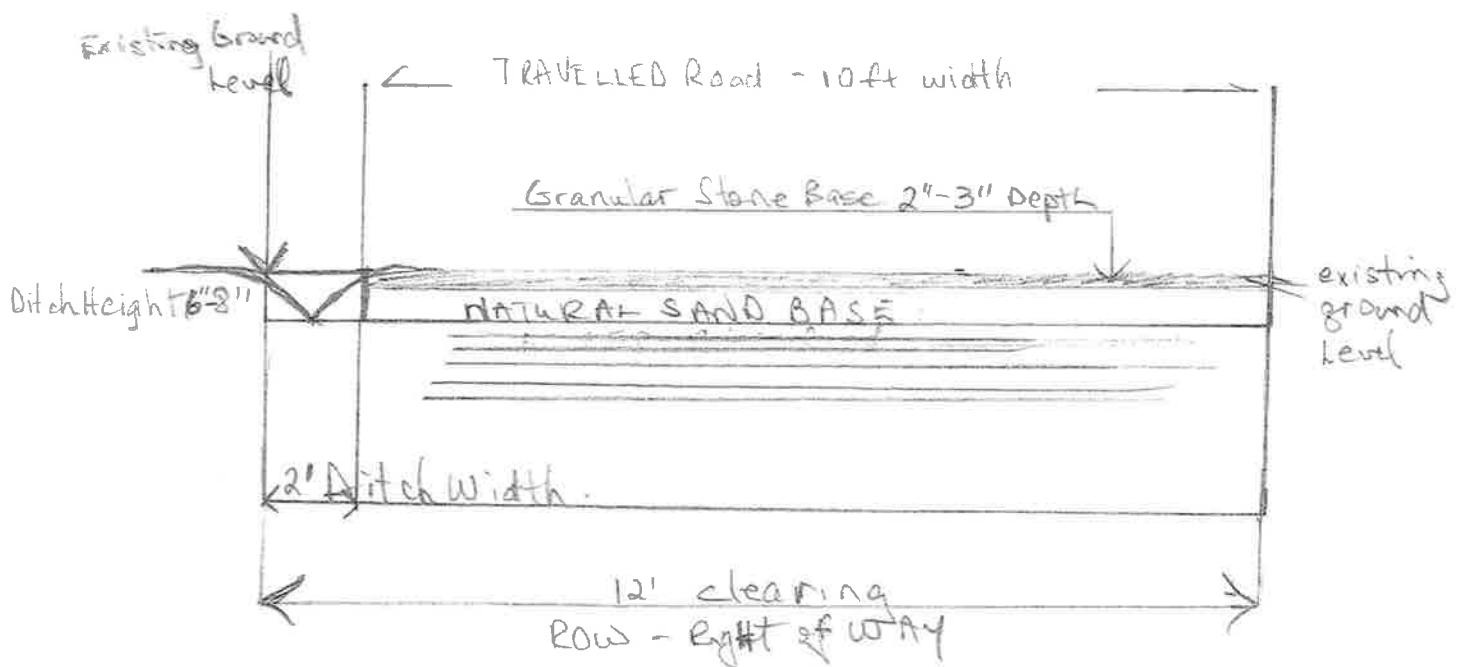 Existing Ground
Level
TRAVELLED Road - 10ft width
Granular Stone Base 2"-3" Depth
Ditch Height 6"-8"
NATURAL SAND BASE
existing
ground
Level
2' Ditch Width.
12' clearing
ROW - Right of WAY